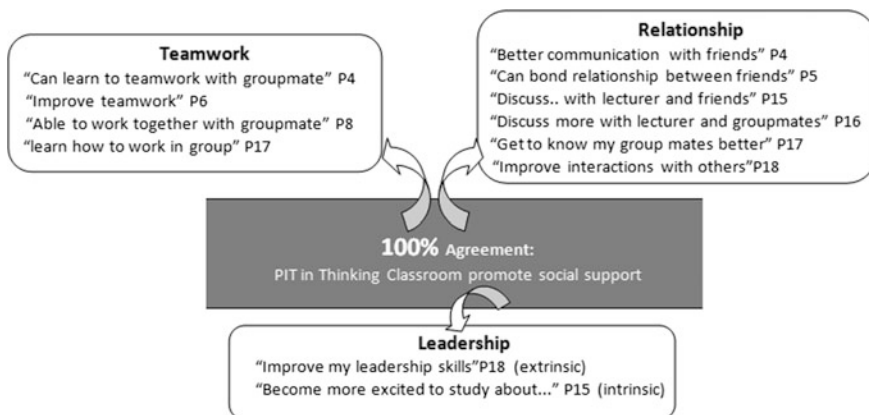 Teamwork
“Can learn to teamwork with groupmate” P4
“Improve teamwork” P6
“Able to work together with groupmate” P8
“learn how to work in group” P17
Relationship
“Better communication with friends” P4
“Can bond relationship between friends” P5
“Discuss.. with lecturer and friends” P15
“Discuss more with lecturer and groupmates” P16
“Get to know my group mates better” P17
“Improve interactions with others”P18
100% Agreement:
PIT in Thinking Classroom promote social support
Leadership
“Improve my leadership skills”P18 (extrinsic)
“Become more excited to study about...” P15 (intrinsic)